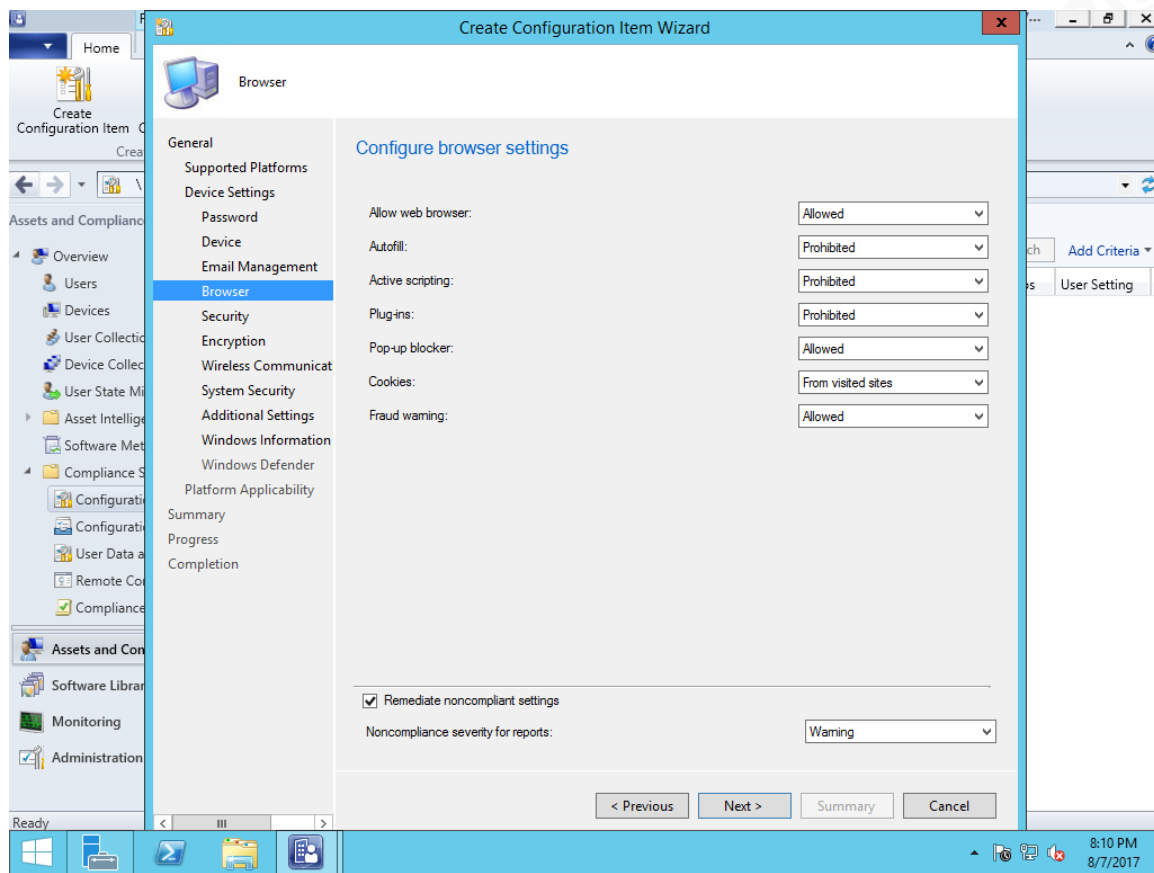 Create Configuration Item Wizard
Home
Create
Configuration Item
Crea
Browser
General
Supported Platforms
Device Settings
Password
Device
Email Management
Browser
Security
Encryption
Wireless Communicat
System Security
Additional Settings
Windows Information
Windows Defender
Platform Applicability
Summary
Progress
Completion
Configure browser settings
Allow web browser: Allowed
Autofill: Prohibited
Active scripting: Prohibited
Plug-ins: Prohibited
Pop-up blocker: Allowed
Cookies: From visited sites
Fraud warning: Allowed
Remediate noncompliant settings
Noncompliance severity for reports: Warning
< Previous Next > Summary Cancel
\
Assets and Complianc
Overview
Users
Devices
User Collectic
Device Collec
User State Mi
Asset Intellige
Software Met
Compliance S
Configurati
Configurati
User Data a
Remote Cor
Compliance
Assets and Con
Software Librar
Monitoring
Administration
Ready
ch Add Criteria
os User Setting
8:10 PM
8/7/2017